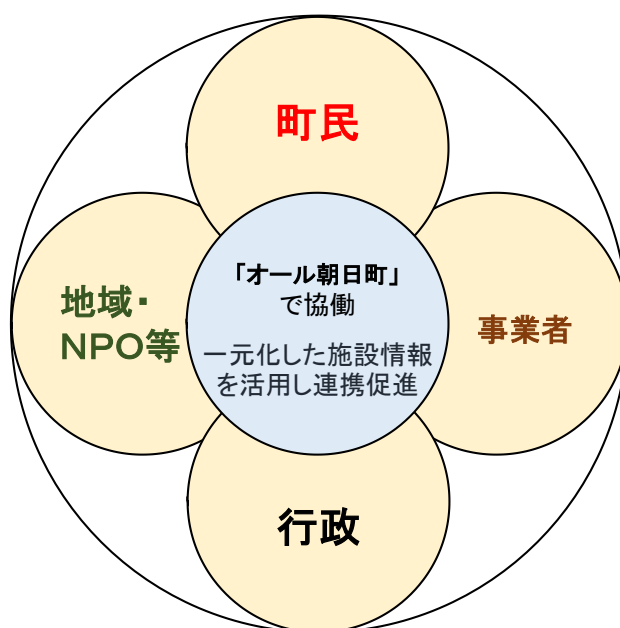 町民
地域・
NPO等
「オール朝日町」
で協働
一元化した施設情報
を活用し連携促進
事業者
行政